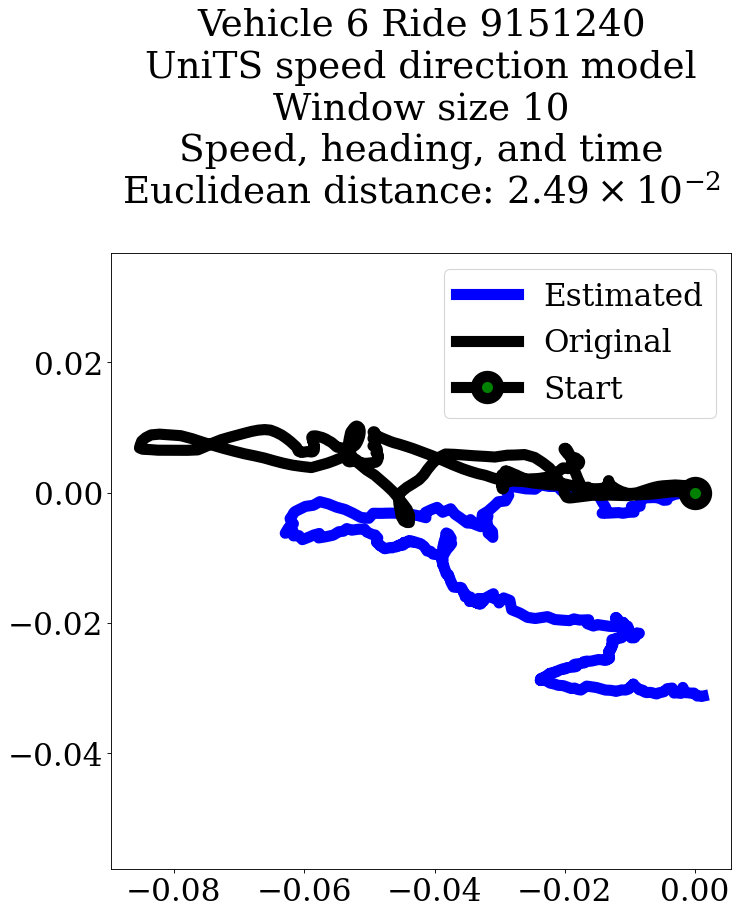 Vehicle 6 Ride 9151240
UniTS speed direction model
Window size 10
Speed, heading, and time
Euclidean distance: 2.49 × 10⁻²
Estimated
Original
Start
0.02
0.00
−0.02
−0.04
−0.08 −0.06 −0.04 −0.02 0.00